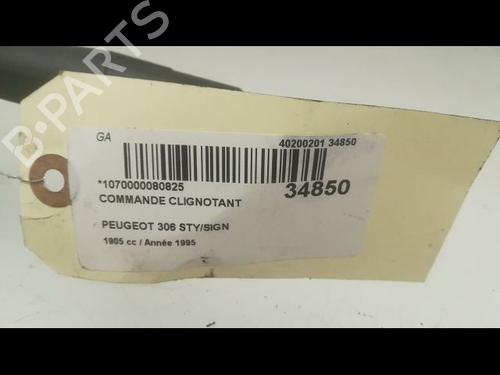 B-PARTS
GA
40200201 34850
*1070000080825
34850
COMMANDE CLIGNOTANT
PEUGEOT 306 STY/SIGN
1905 cc / Année 1995